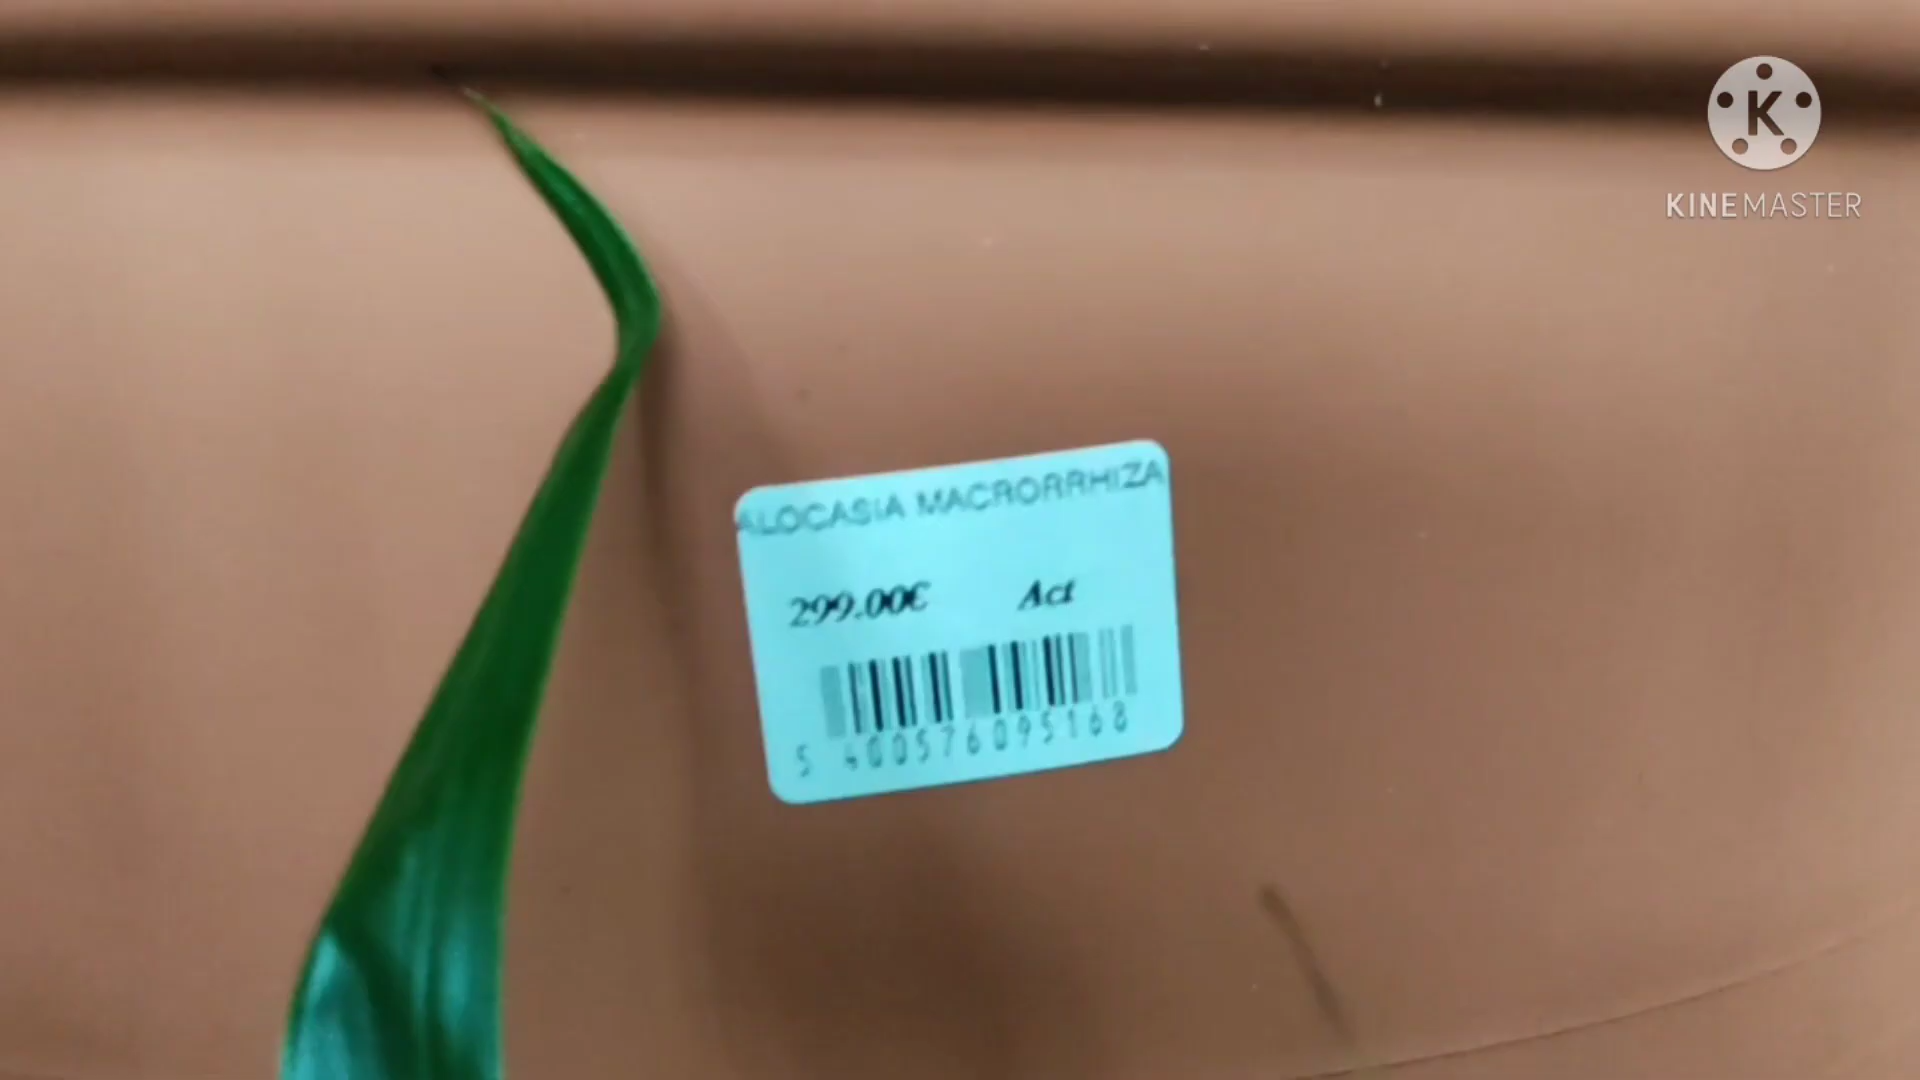 K
KINEMASTER
ALOCASIA MACRORRHIZA
299.00€ Act
5 400576095168